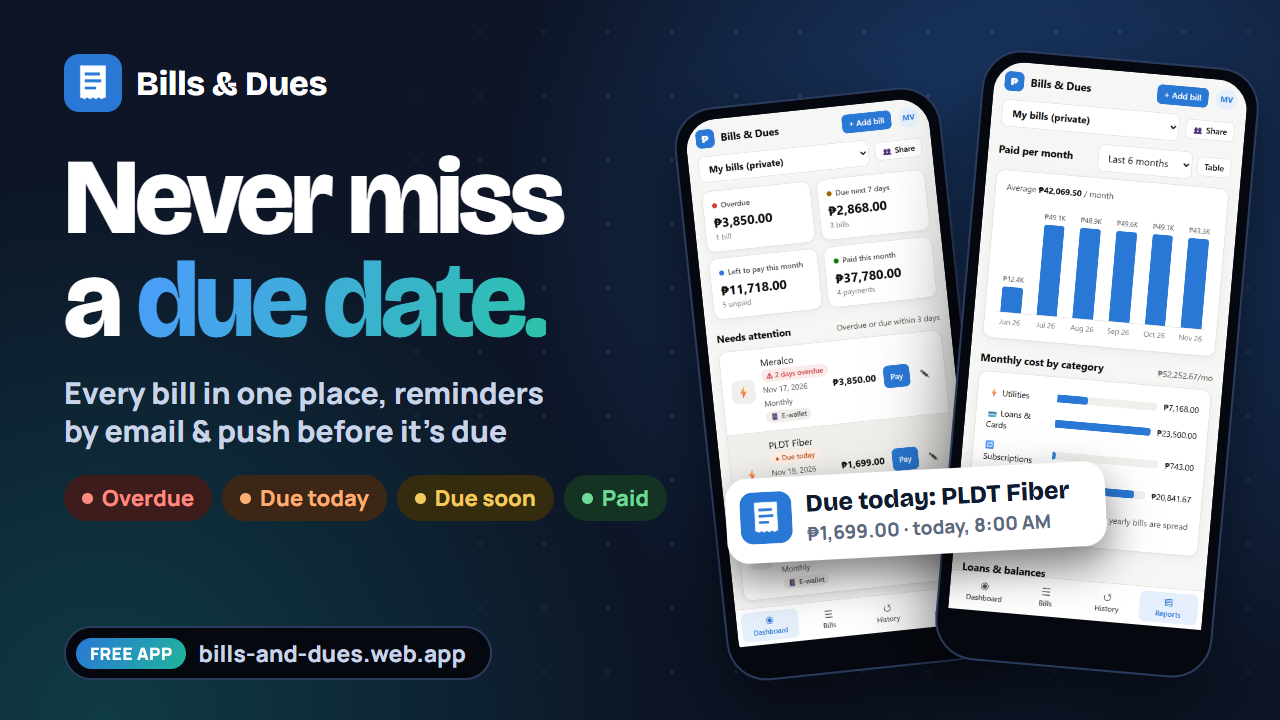 Bills & Dues
Never miss
a due date.
Every bill in one place, reminders
by email & push before it's due
Overdue
Due today
Due soon
Paid
FREE APP
bills-and-dues.web.app
Bills & Dues
+ Add bill
MV
My bills (private)
Share
Overdue
₱3,850.00
1 bill
Due next 7 days
₱2,868.00
3 bills
Left to pay this month
₱11,718.00
5 unpaid
Paid this month
₱37,780.00
4 payments
Needs attention
Overdue or due within 3 days
Meralco
2 days overdue
Nov 17, 2026
Monthly
E-wallet
₱3,850.00
Pay
PLDT Fiber
Due today
Nov 19, 2026
₱1,699.00
Pay
Due today: PLDT Fiber
₱1,699.00 · today, 8:00 AM
Monthly
E-wallet
Dashboard
Bills
History
Bills & Dues
+ Add bill
MV
My bills (private)
Share
Paid per month
Last 6 months
Table
Average ₱42,069.50 / month
₱12.4K
₱49.1K
₱48.9K
₱49.6K
₱49.1K
₱43.3K
Jun 26
Jul 26
Aug 26
Sep 26
Oct 26
Nov 26
Monthly cost by category
₱52,252.67/mo
Utilities
₱7,168.00
Loans &
Cards
₱23,500.00
Subscriptions
₱743.00
₱20,841.67
yearly bills are spread
Loans & balances
Dashboard
Bills
History
Reports